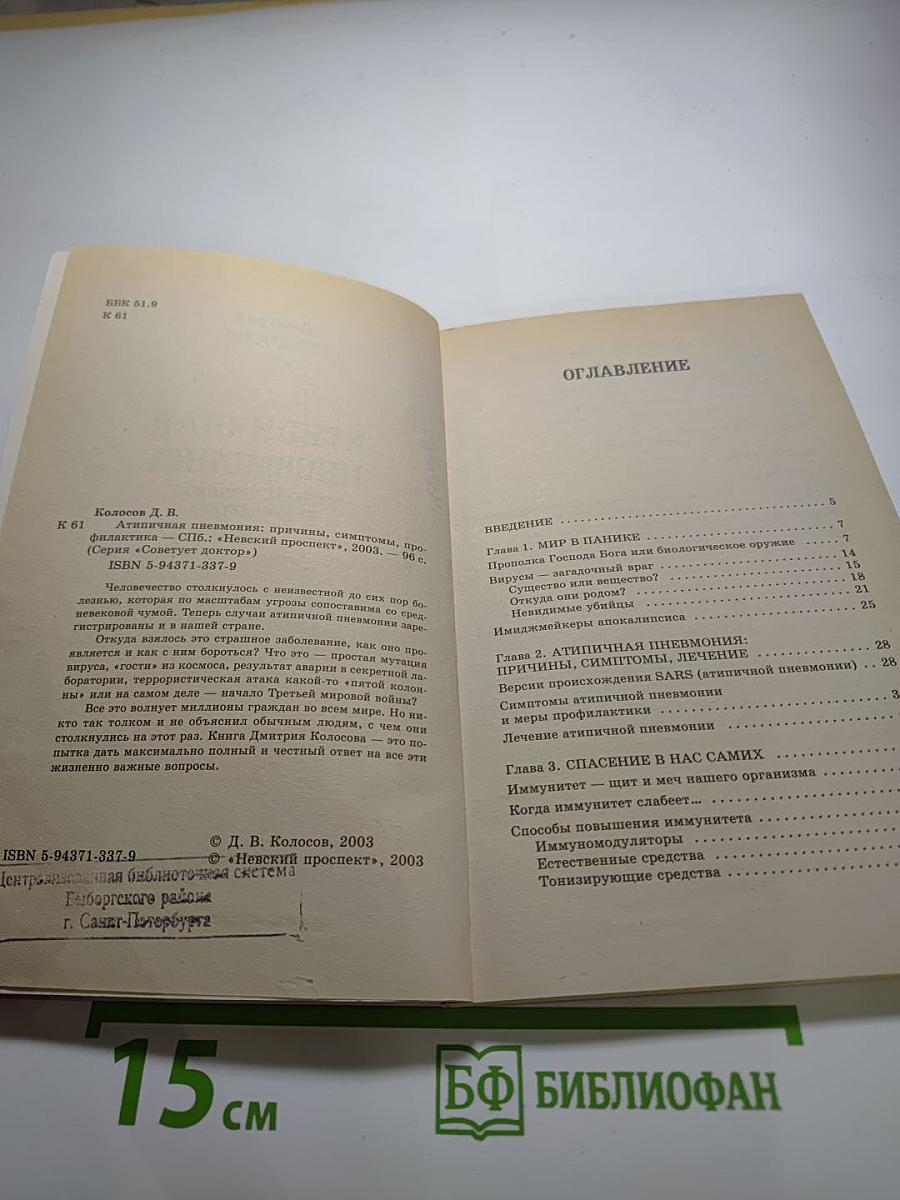 ББК 51.9
К 61
Колосов Д. В.
К 61 Атипичная пневмония: причины, симптомы, про-
филактика — СПб.: «Невский проспект», 2003. — 96 с.
(Серия «Советует доктор»)
ISBN 5-94371-337-9
Человечество столкнулось с неизвестной до сих пор бо-
лезнью, которая по масштабам угрозы сопоставима со сред-
невековой чумой. Теперь случаи атипичной пневмонии заре-
гистрированы и в нашей стране.
Откуда взялось это страшное заболевание, как оно про-
является и как с ним бороться? Что это — простая мутация
вируса, «гости» из космоса, результат аварии в секретной ла-
боратории, террористическая атака какой-то «пятой колон-
ны» или на самом деле — начало Третьей мировой войны?
Все это волнует миллионы граждан во всем мире. Но ни-
кто так толком и не объяснил обычным людям, с чем они
столкнулись на этот раз. Книга Дмитрия Колосова — это по-
пытка дать максимально полный и честный ответ на все эти
жизненно важные вопросы.
© Д. В. Колосов, 2003
ISBN 5-94371-337-9 © «Невский проспект», 2003
Централизованная библиотечная система
Выборгского района
г. Санкт-Петербурга
ОГЛАВЛЕНИЕ
ВВЕДЕНИЕ 5
Глава 1. МИР В ПАНИКЕ 7
Прополка Господа Бога или биологическое оружие 7
Вирусы — загадочный враг 14
Существо или вещество? 15
Откуда они родом? 18
Невидимые убийцы 21
Имиджмейкеры апокалипсиса 25
Глава 2. АТИПИЧНАЯ ПНЕВМОНИЯ:
ПРИЧИНЫ, СИМПТОМЫ, ЛЕЧЕНИЕ 28
Версии происхождения SARS (атипичной пневмонии) 28
Симптомы атипичной пневмонии
и меры профилактики 3
Лечение атипичной пневмонии
Глава 3. СПАСЕНИЕ В НАС САМИХ
Иммунитет — щит и меч нашего организма
Когда иммунитет слабеет...
Способы повышения иммунитета
Иммуномодуляторы
Естественные средства
Тонизирующие средства
15 см
БФ БИБЛИОФАН